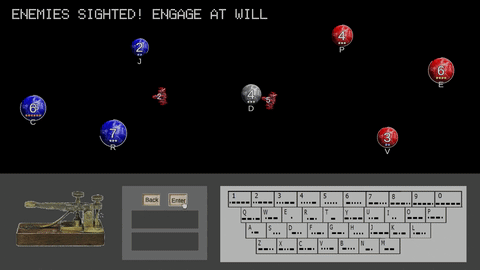 ENEMIES SIGHTED! ENGAGE AT WILL
4
P
2
J
6
E
2
4
D
5
6
C
7
R
3
V
Back Enter
1 2 3 4 5 6 7 8 9 0
Q W E R T Y U I O P
A S D F G H J K L
Z X C V B N M